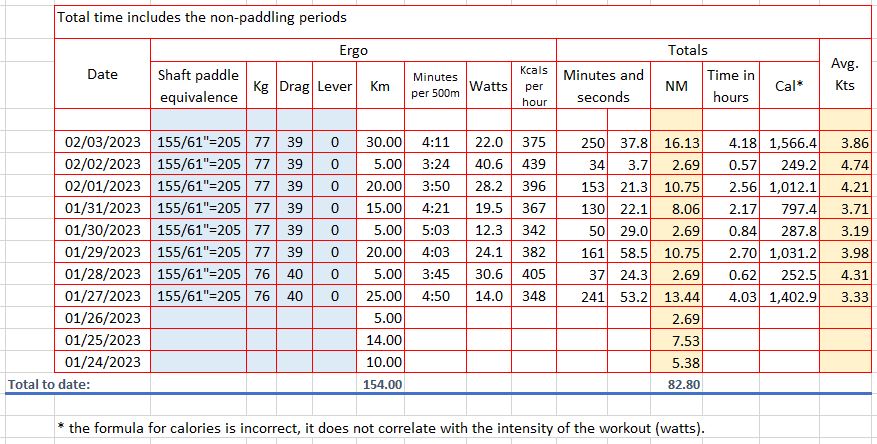 Total time includes the non-paddling periods
Ergo Totals
Date Shaft paddle equivalence Kg Drag Lever Km Minutes per 500m Watts Kcals per hour Minutes and seconds NM Time in hours Cal* Avg. Kts
02/03/2023 155/61"=205 77 39 0 30.00 4:11 22.0 375 250 37.8 16.13 4.18 1,566.4 3.86
02/02/2023 155/61"=205 77 39 0 5.00 3:24 40.6 439 34 3.7 2.69 0.57 249.2 4.74
02/01/2023 155/61"=205 77 39 0 20.00 3:50 28.2 396 153 21.3 10.75 2.56 1,012.1 4.21
01/31/2023 155/61"=205 77 39 0 15.00 4:21 19.5 367 130 22.1 8.06 2.17 797.4 3.71
01/30/2023 155/61"=205 77 39 0 5.00 5:03 12.3 342 50 29.0 2.69 0.84 287.8 3.19
01/29/2023 155/61"=205 77 39 0 20.00 4:03 24.1 382 161 58.5 10.75 2.70 1,031.2 3.98
01/28/2023 155/61"=205 76 40 0 5.00 3:45 30.6 405 37 24.3 2.69 0.62 252.5 4.31
01/27/2023 155/61"=205 76 40 0 25.00 4:50 14.0 348 241 53.2 13.44 4.03 1,402.9 3.33
01/26/2023 5.00 2.69
01/25/2023 14.00 7.53
01/24/2023 10.00 5.38
Total to date: 154.00 82.80
* the formula for calories is incorrect, it does not correlate with the intensity of the workout (watts).